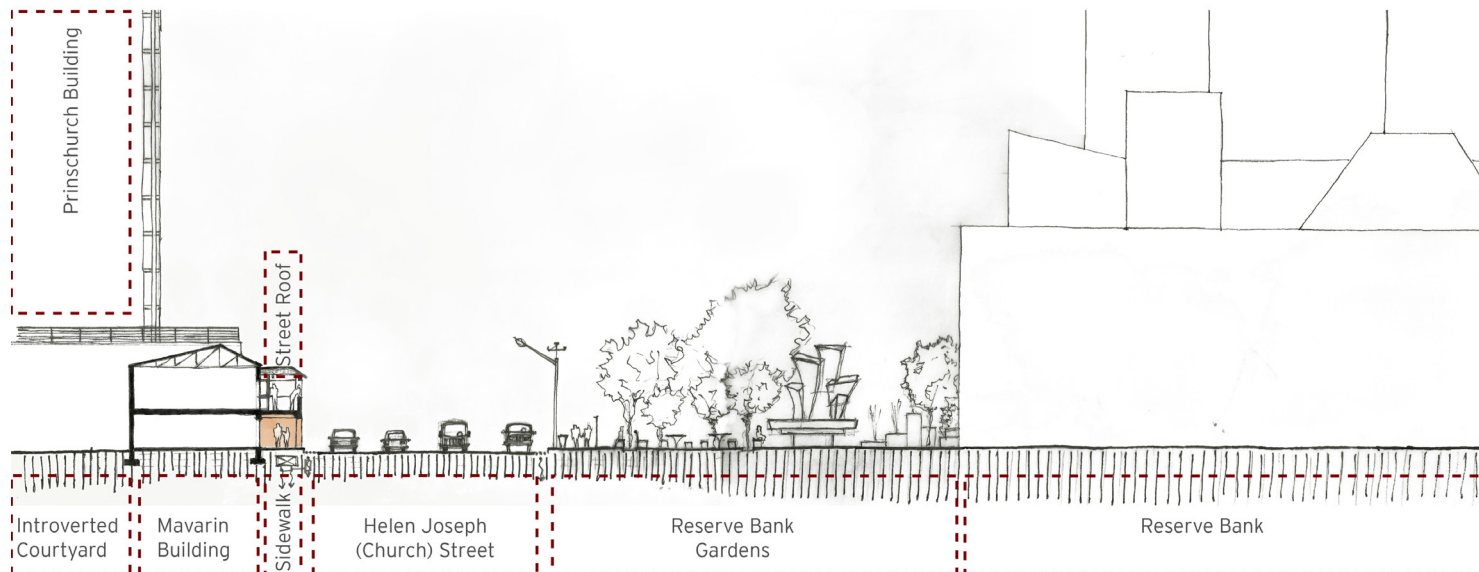 Prinschurch Building
Street Roof
Introverted
Courtyard
Mavarin
Building
Sidewalk
Helen Joseph
(Church) Street
Reserve Bank
Gardens
Reserve Bank